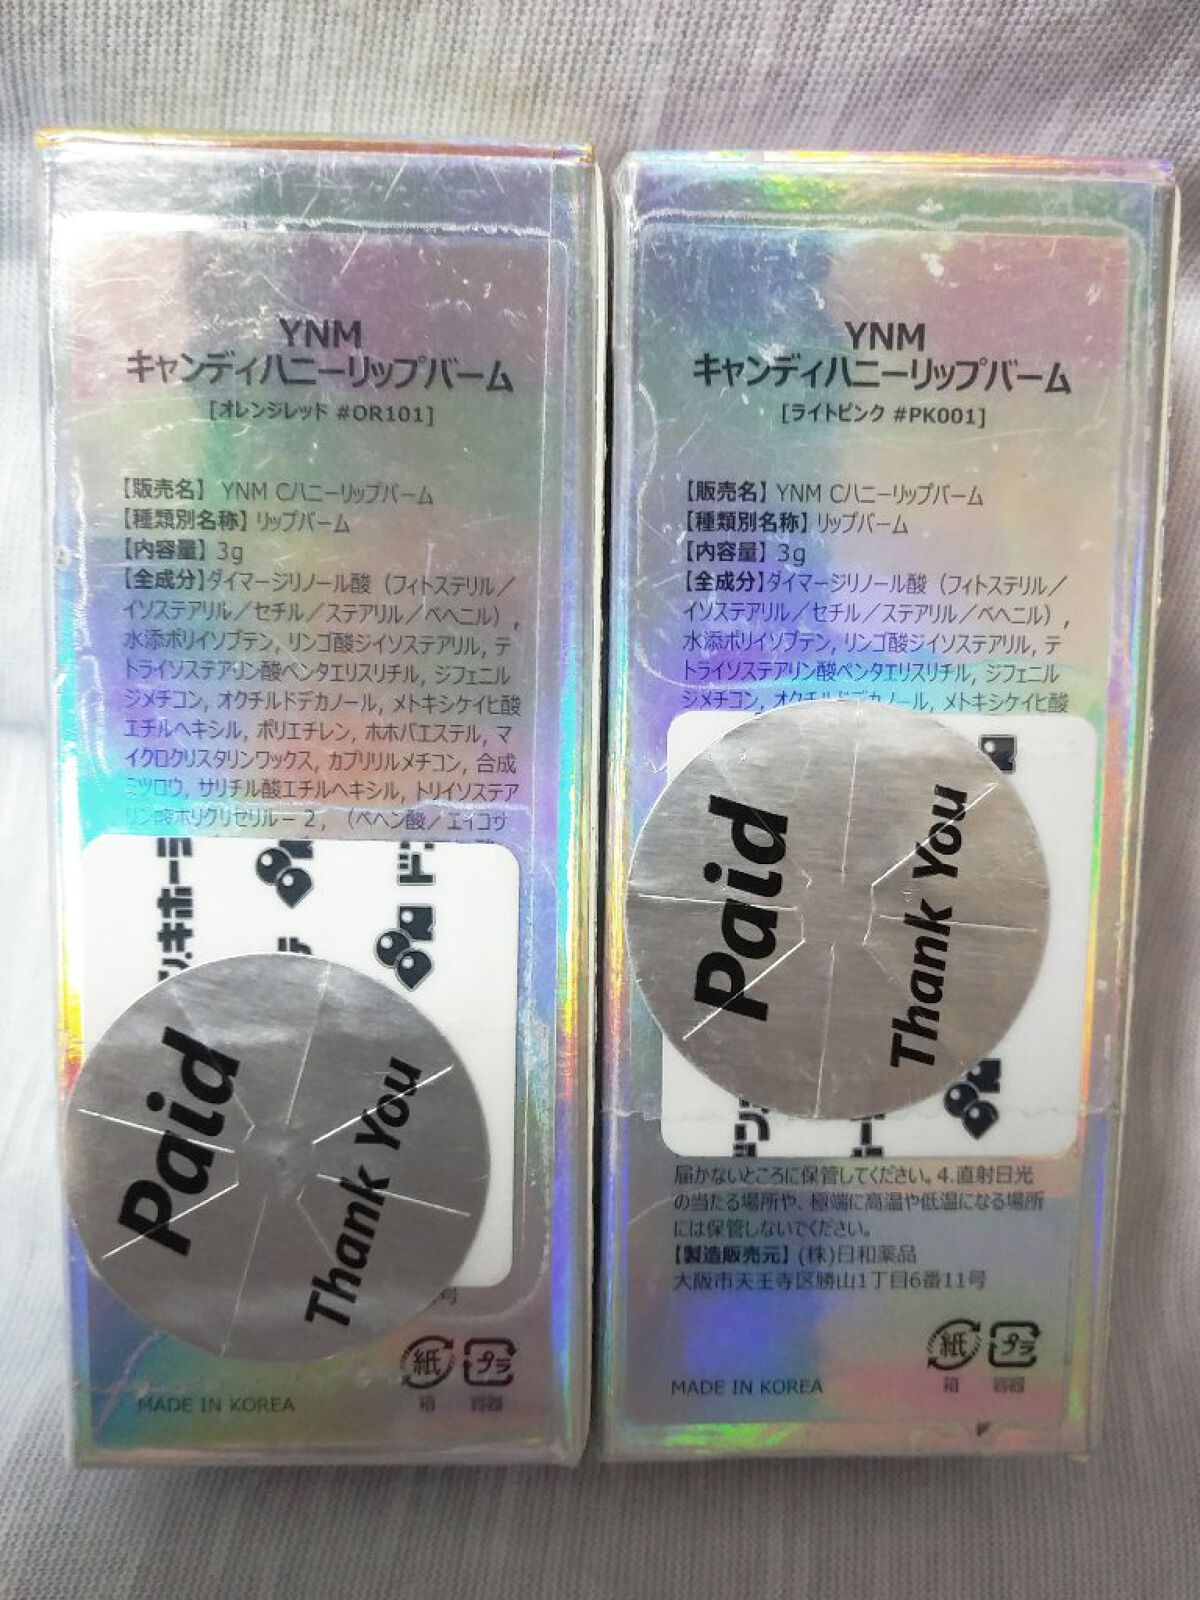 YNM
キャンディハニーリップバーム
[オレンジレッド #OR101]
【販売名】 YNM Cハニーリップバーム
【種類別名称】リップバーム
【内容量】3g
【全成分】ダイマージリノール酸（フィトステリル／
イソステアリル／セチル／ステアリル／ベヘニル）,
水添ポリイソブテン, リンゴ酸ジイソステアリル, テ
トライソステアリン酸ペンタエリスリチル, ジフェニル
ジメチコン, オクチルドデカノール, メトキシケイヒ酸
エチルヘキシル, ポリエチレン, ホホバエステル, マ
イクロクリスタリンワックス, カプリリルメチコン, 合成
ミツロウ, サリチル酸エチルヘキシル, トリイソステア
リン酸ポリグリセリル－2, （ベヘン酸／エイコサ
Paid
Thank You
号
紙
プラ
箱
容器
MADE IN KOREA
YNM
キャンディハニーリップバーム
[ライトピンク #PK001]
【販売名】YNM Cハニーリップバーム
【種類別名称】リップバーム
【内容量】3g
【全成分】ダイマージリノール酸（フィトステリル／
イソステアリル／セチル／ステアリル／ベヘニル）,
水添ポリイソブテン, リンゴ酸ジイソステアリル, テ
トライソステアリン酸ペンタエリスリチル, ジフェニル
ジメチコン, オクチルドデカノール, メトキシケイヒ酸
Paid
Thank You
届かないところに保管してください。4.直射日光
の当たる場所や、極端に高温や低温になる場所
には保管しないでください。
【製造販売元】(株)日和薬品
大阪市天王寺区勝山1丁目6番11号
紙
プラ
箱
容器
MADE IN KOREA